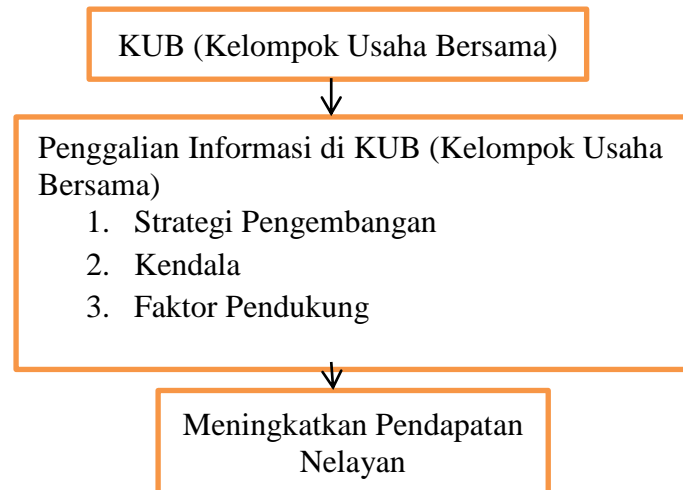 KUB (Kelompok Usaha Bersama)
Penggalian Informasi di KUB (Kelompok Usaha
Bersama)
1. Strategi Pengembangan
2. Kendala
3. Faktor Pendukung
Meningkatkan Pendapatan
Nelayan